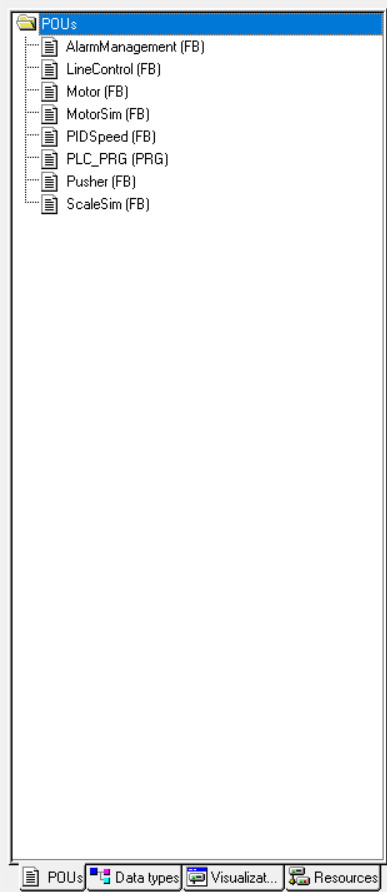 POUs
AlarmManagement (FB)
LineControl (FB)
Motor (FB)
MotorSim (FB)
PIDSpeed (FB)
PLC_PRG (PRG)
Pusher (FB)
ScaleSim (FB)
POUs Data types Visualizat... Resources